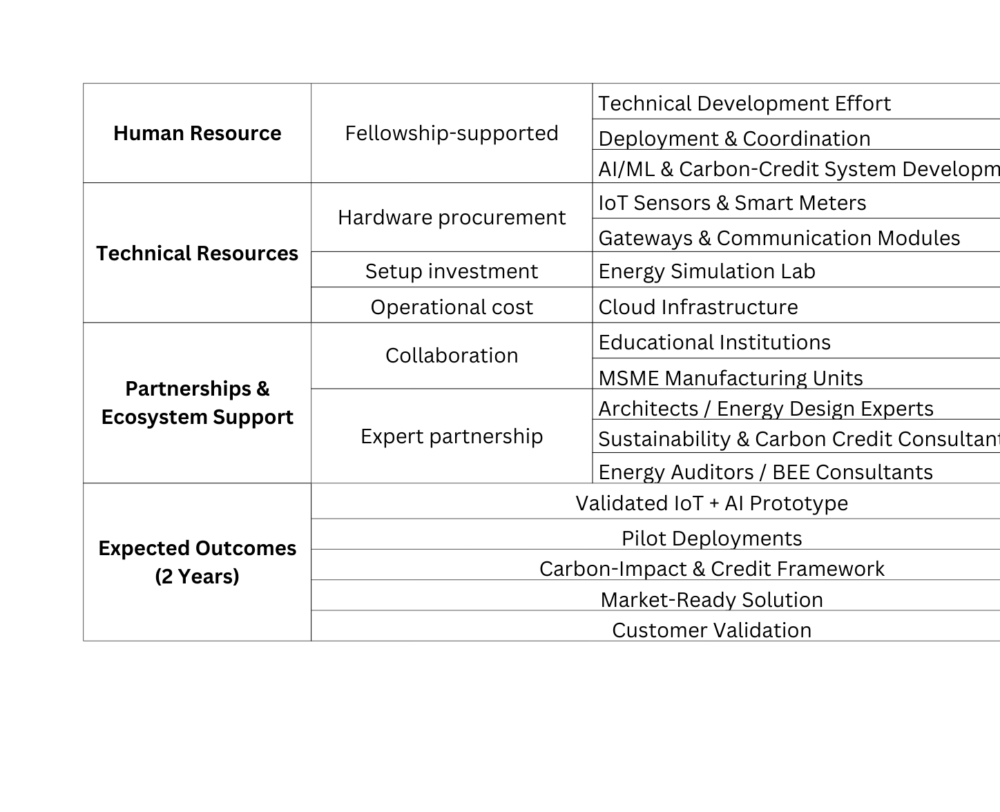 Human Resource
Fellowship-supported
Technical Development Effort
Deployment & Coordination
AI/ML & Carbon-Credit System Developm
Technical Resources
Hardware procurement
IoT Sensors & Smart Meters
Gateways & Communication Modules
Setup investment
Energy Simulation Lab
Operational cost
Cloud Infrastructure
Partnerships &
Ecosystem Support
Collaboration
Educational Institutions
MSME Manufacturing Units
Expert partnership
Architects / Energy Design Experts
Sustainability & Carbon Credit Consultant
Energy Auditors / BEE Consultants
Expected Outcomes
(2 Years)
Validated IoT + AI Prototype
Pilot Deployments
Carbon-Impact & Credit Framework
Market-Ready Solution
Customer Validation